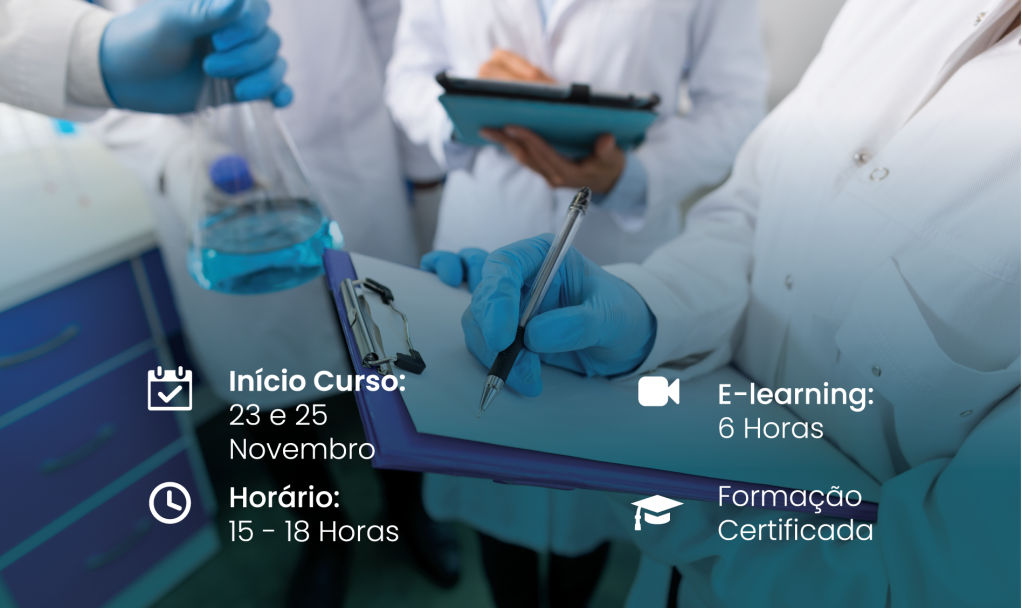 Início Curso:
23 e 25
Novembro
Horário:
15 - 18 Horas
E-learning:
6 Horas
Formação
Certificada